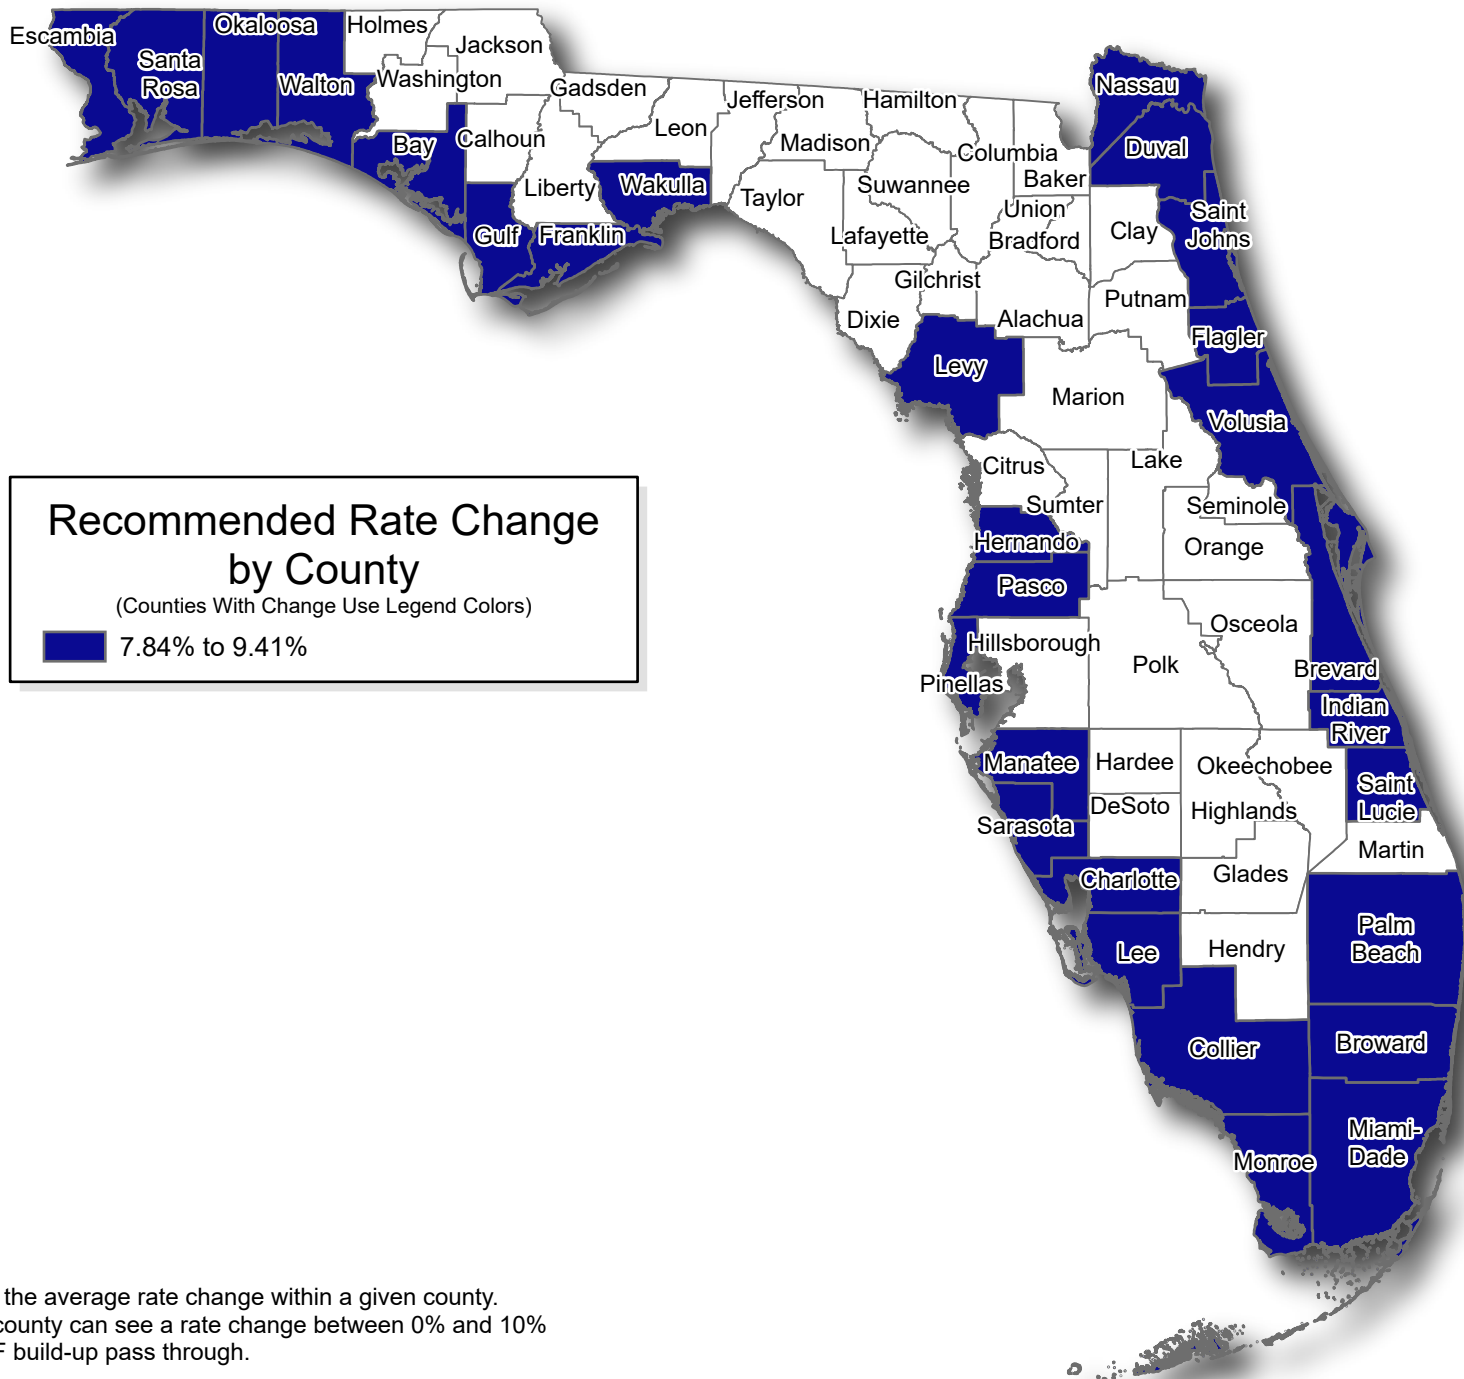 Escambia
Santa
Rosa
Okaloosa
Walton
Holmes
Jackson
Washington
Bay
Calhoun
Gulf
Gadsden
Liberty
Franklin
Leon
Wakulla
Jefferson
Madison
Taylor
Hamilton
Suwannee
Lafayette
Columbia
Baker
Union
Bradford
Gilchrist
Dixie
Alachua
Nassau
Duval
Clay
Saint
Johns
Putnam
Flagler
Levy
Marion
Volusia
Citrus
Lake
Sumter
Seminole
Hernando
Orange
Pasco
Osceola
Hillsborough
Polk
Pinellas
Brevard
Indian
River
Manatee
Hardee
Okeechobee
Saint
Lucie
DeSoto
Highlands
Sarasota
Martin
Charlotte
Glades
Palm
Beach
Lee
Hendry
Collier
Broward
Miami-
Dade
Monroe
Recommended Rate Change
by County
(Counties With Change Use Legend Colors)
7.84% to 9.41%
the average rate change within a given county.
county can see a rate change between 0% and 10%
F build-up pass through.